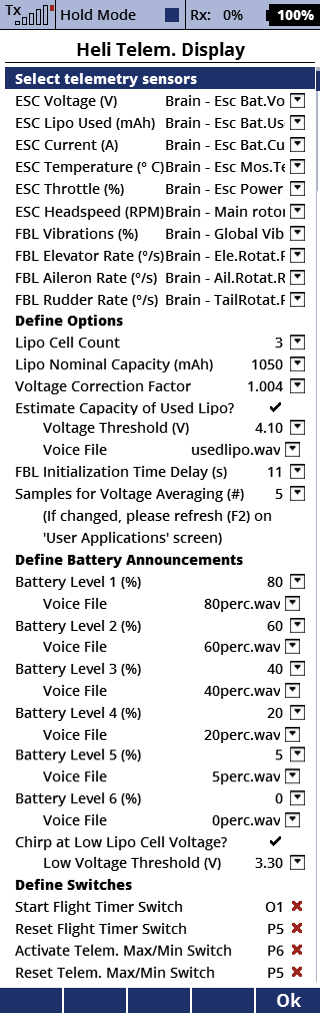 Tx Hold Mode Rx: 0% 100%
Heli Telem. Display
Select telemetry sensors
ESC Voltage (V) Brain - Esc Bat.Vo
ESC Lipo Used (mAh) Brain - Esc Bat.Us
ESC Current (A) Brain - Esc Bat.Cu
ESC Temperature (º C) Brain - Esc Mos.Te
ESC Throttle (%) Brain - Esc Power
ESC Headspeed (RPM) Brain - Main rotor
FBL Vibrations (%) Brain - Global Vib
FBL Elevator Rate (º/s) Brain - Ele.Rotat.F
FBL Aileron Rate (º/s) Brain - Ail.Rotat.R
FBL Rudder Rate (º/s) Brain - TailRotat.F
Define Options
Lipo Cell Count 3
Lipo Nominal Capacity (mAh) 1050
Voltage Correction Factor 1.004
Estimate Capacity of Used Lipo? ✔
Voltage Threshold (V) 4.10
Voice File usedlipo.wav
FBL Initialization Time Delay (s) 11
Samples for Voltage Averaging (#) 5
(If changed, please refresh (F2) on
'User Applications' screen)
Define Battery Announcements
Battery Level 1 (%) 80
Voice File 80perc.wav
Battery Level 2 (%) 60
Voice File 60perc.wav
Battery Level 3 (%) 40
Voice File 40perc.wav
Battery Level 4 (%) 20
Voice File 20perc.wav
Battery Level 5 (%) 5
Voice File 5perc.wav
Battery Level 6 (%) 0
Voice File 0perc.wav
Chirp at Low Lipo Cell Voltage? ✔
Low Voltage Threshold (V) 3.30
Define Switches
Start Flight Timer Switch O1 ✖
Reset Flight Timer Switch P5 ✖
Activate Telem. Max/Min Switch P6 ✖
Reset Telem. Max/Min Switch P5 ✖
Ok